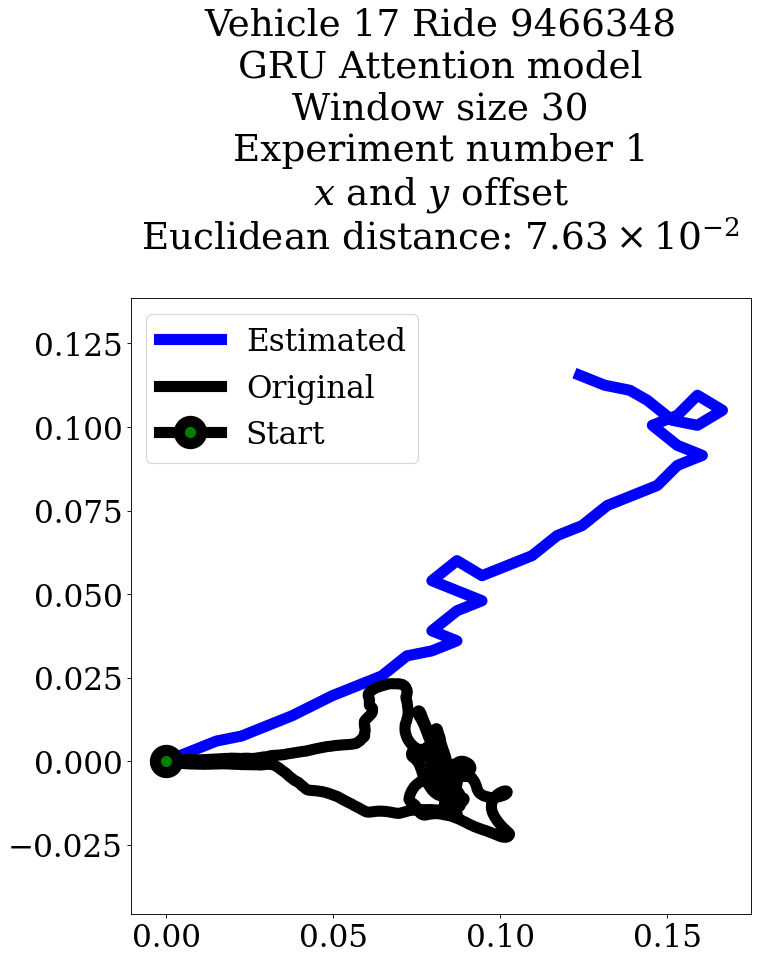 Vehicle 17 Ride 9466348
GRU Attention model
Window size 30
Experiment number 1
x and y offset
Euclidean distance: 7.63 × 10⁻²
Estimated
Original
Start
0.125
0.100
0.075
0.050
0.025
0.000
−0.025
0.00 0.05 0.10 0.15